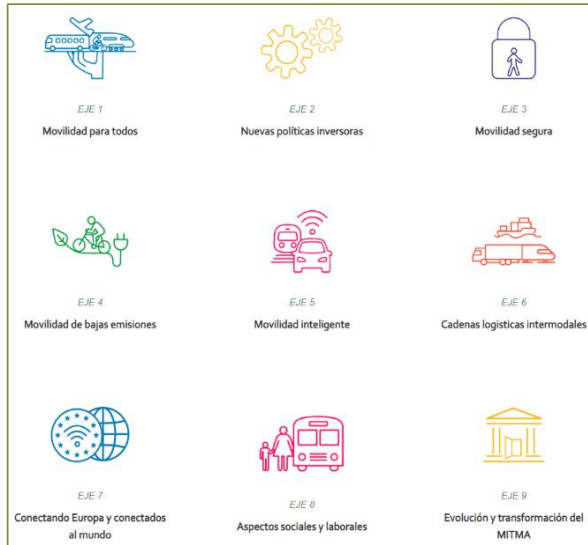 EJE 1
Movilidad para todos
EJE 2
Nuevas políticas inversoras
EJE 3
Movilidad segura
EJE 4
Movilidad de bajas emisiones
EJE 5
Movilidad inteligente
EJE 6
Cadenas logisticas intermodales
EJE 7
Conectando Europa y conectados
al mundo
EJE 8
Aspectos sociales y laborales
EJE 9
Evolución y transformación del
MITMA